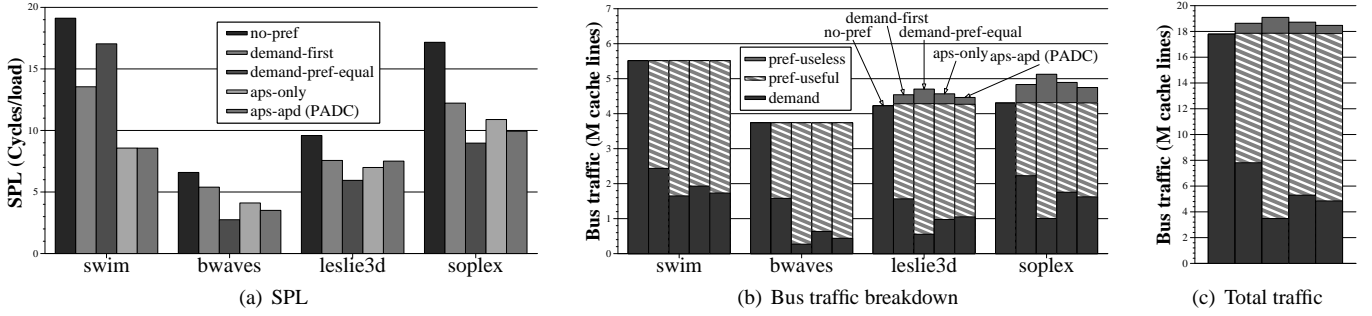 SPL (Cycles/load)
20
15
10
5
0
no-pref
demand-first
demand-pref-equal
aps-only
aps-apd (PADC)
swim
bwaves
leslie3d
soplex
(a) SPL
Bus traffic (M cache lines)
7
6
5
4
3
2
1
0
pref-useless
pref-useful
demand
no-pref
demand-first
demand-pref-equal
aps-only
aps-apd (PADC)
swim
bwaves
leslie3d
soplex
(b) Bus traffic breakdown
Bus traffic (M cache lines)
20
18
16
14
12
10
8
6
4
2
0
(c) Total traffic